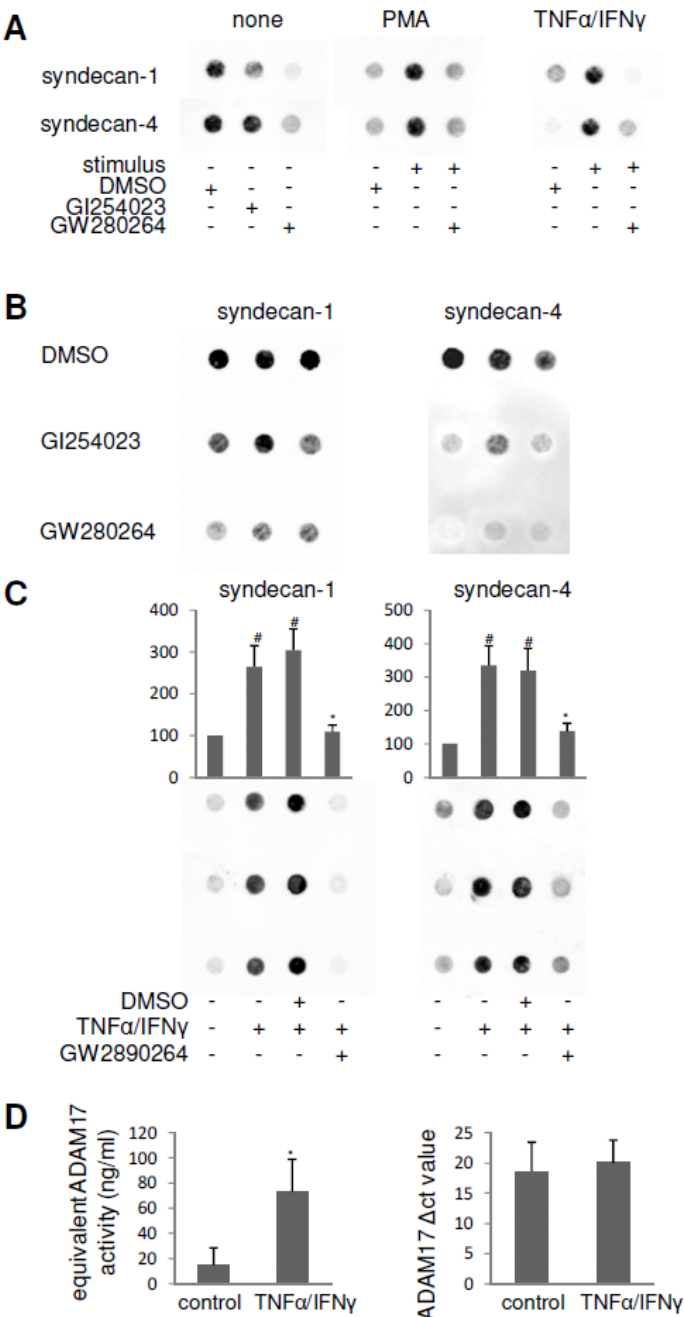 A
none PMA TNFα/IFNγ
syndecan-1
syndecan-4
stimulus - - - - + + - + +
DMSO + - - + - - + - -
GI254023 - + - - - - - - -
GW280264 - - + - - + - - +
B
syndecan-1 syndecan-4
DMSO
GI254023
GW280264
C
syndecan-1 syndecan-4
400 500
300 400
200 300
100 200
0 100
0
# # *
# # *
DMSO - - + - - - + -
TNFα/IFNγ - + + + - + + +
GW2890264 - - - + - - - +
D
equivalent ADAM17
activity (ng/ml)
120
100
80
60
40
20
0
*
control TNFα/IFNγ
ADAM17 Δct value
25
20
15
10
5
0
control TNFα/IFNγ